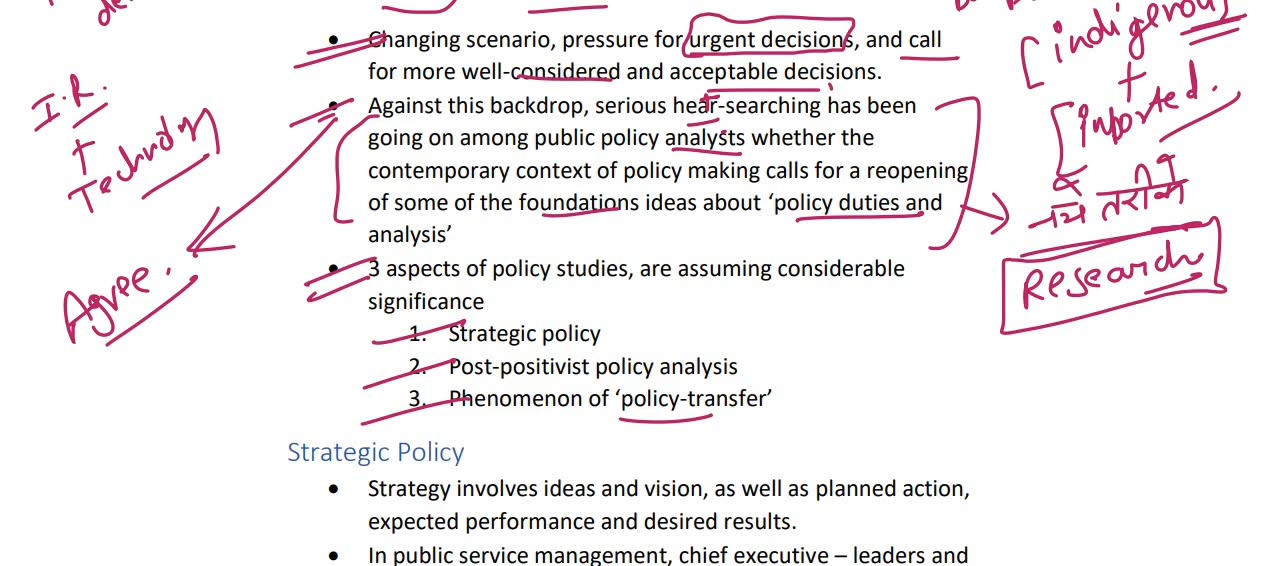 • Changing scenario, pressure for urgent decisions, and call
for more well-considered and acceptable decisions.
• Against this backdrop, serious hear-searching has been
going on among public policy analysts whether the
contemporary context of policy making calls for a reopening
of some of the foundations ideas about ‘policy duties and
analysis’
• 3 aspects of policy studies, are assuming considerable
significance
1. Strategic policy
2. Post-positivist policy analysis
3. Phenomenon of ‘policy-transfer’
Strategic Policy
• Strategy involves ideas and vision, as well as planned action,
expected performance and desired results.
• In public service management, chief executive – leaders and
I.R.
+
Technology
Agree.
[indigenous
+
[imported.
Research